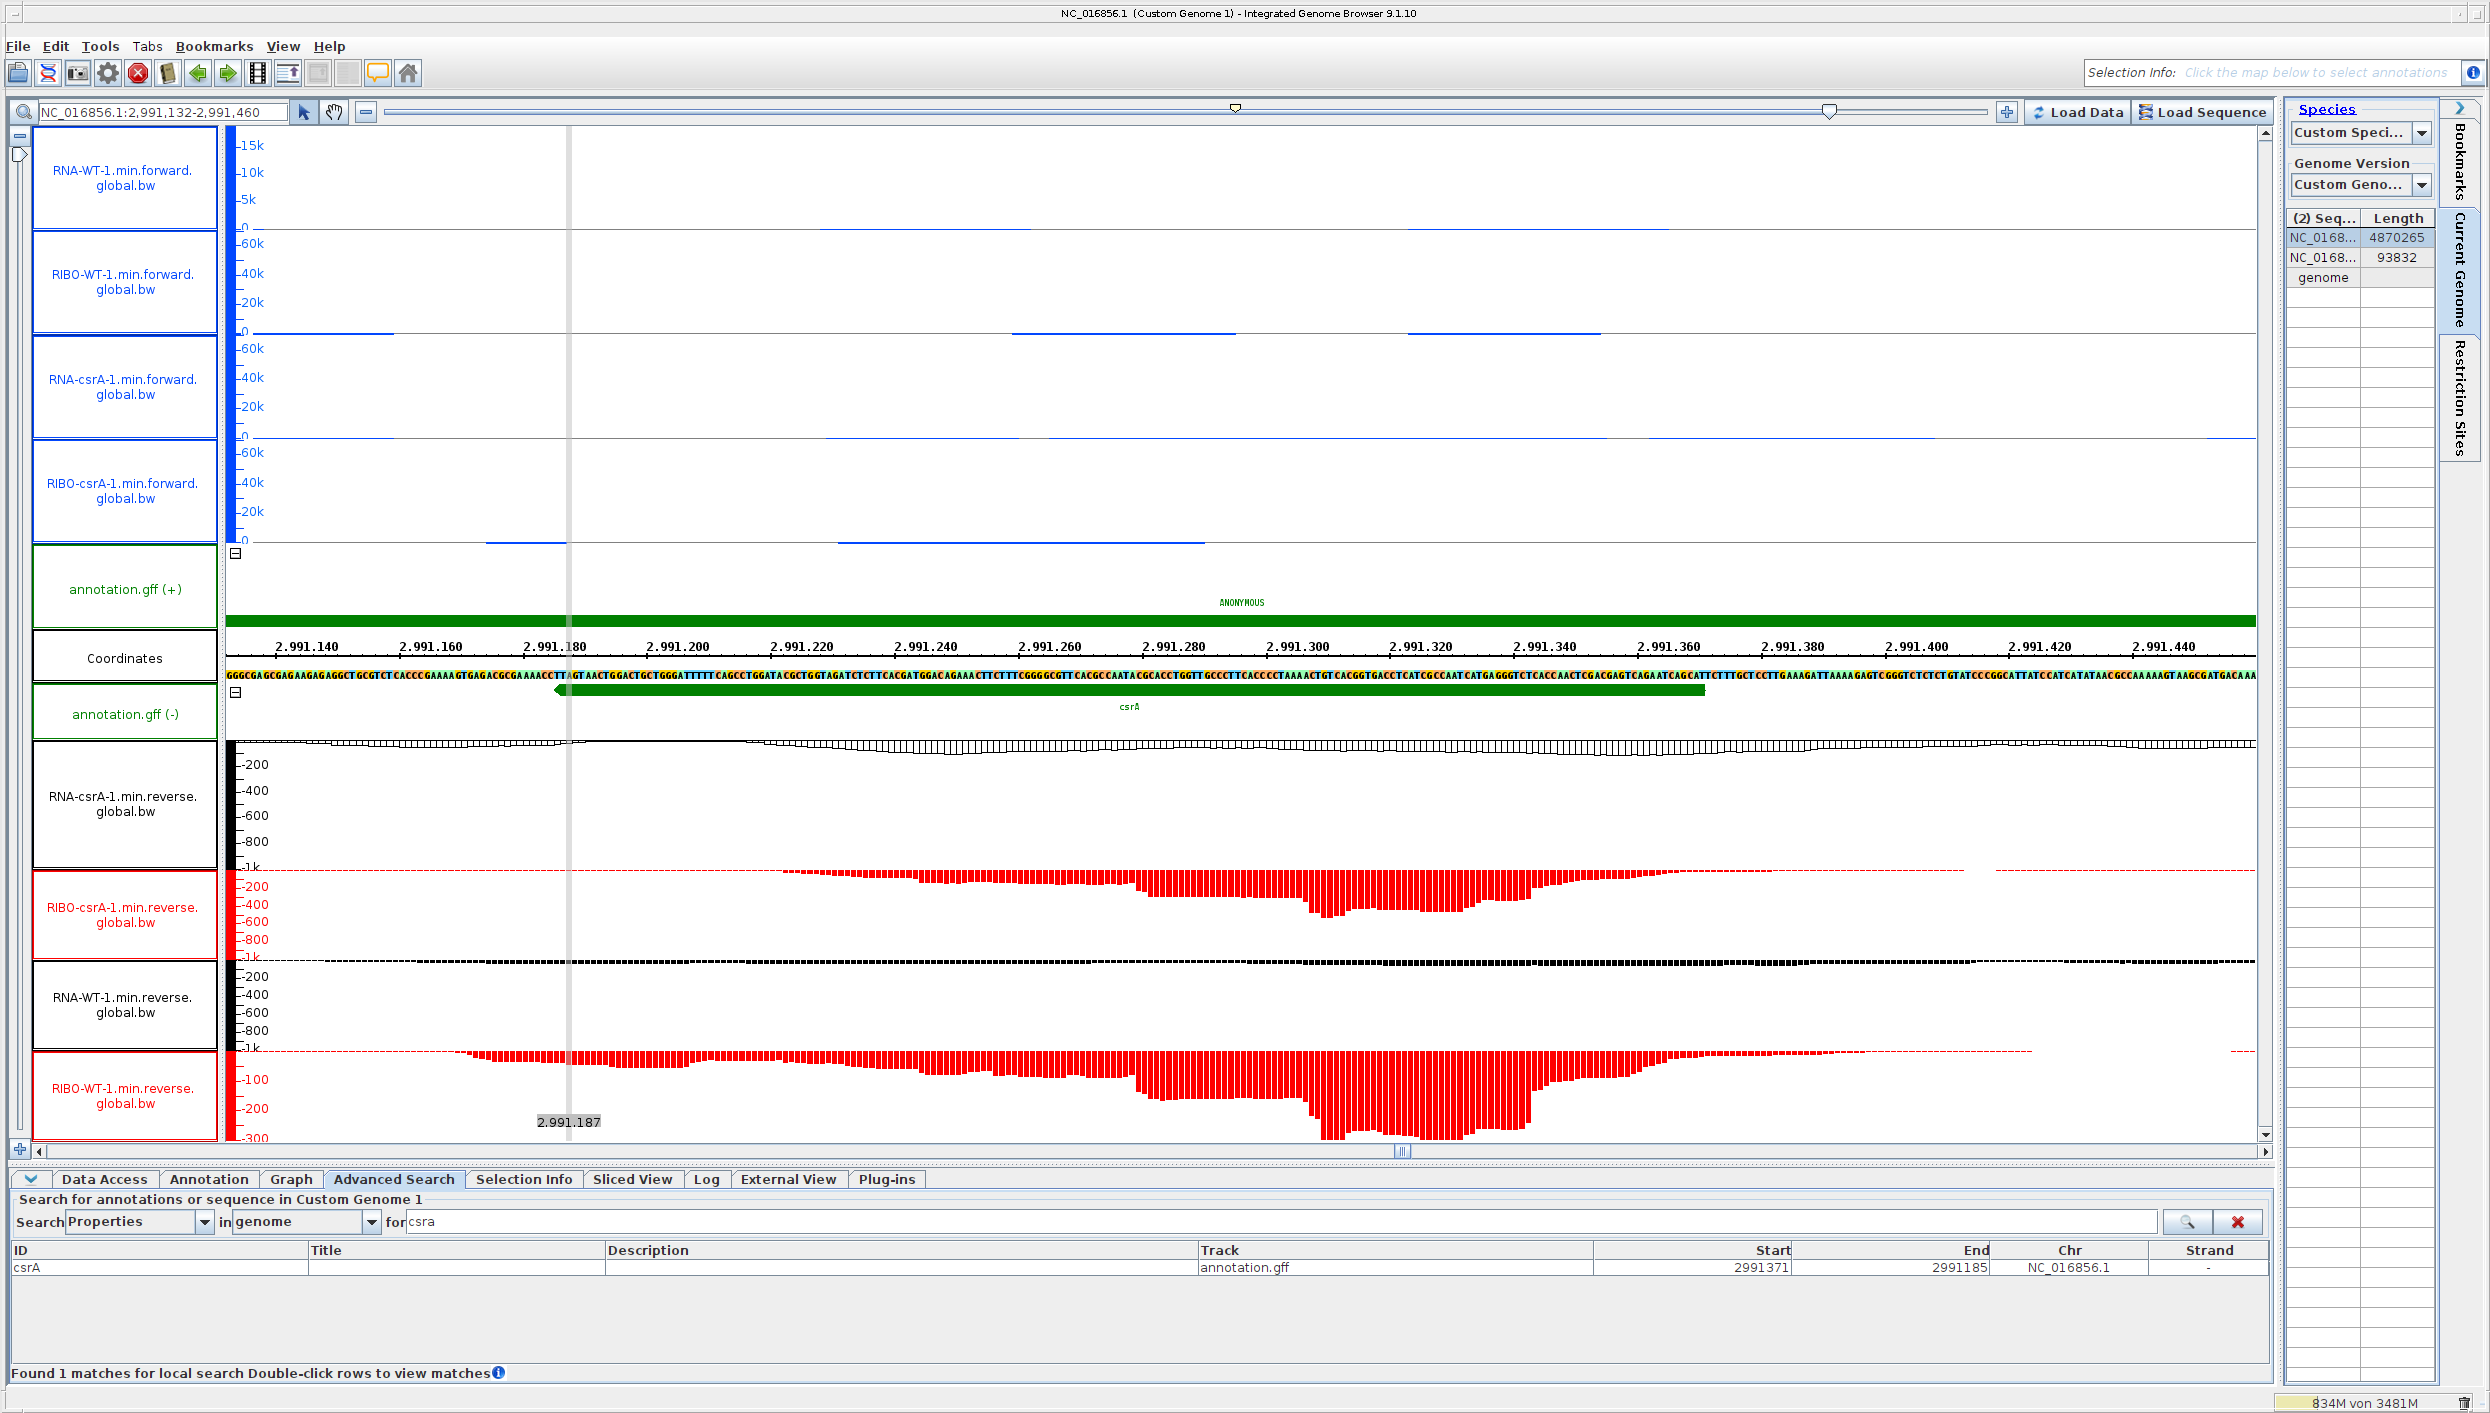 NC_016856.1 (Custom Genome 1) - Integrated Genome Browser 9.1.10
File Edit Tools Tabs Bookmarks View Help
Selection Info: Click the map below to select annotations
NC_016856.1:2,991,132-2,991,460
Load Data
Load Sequence
RNA-WT-1.min.forward.
global.bw
15k
10k
5k
0
RIBO-WT-1.min.forward.
global.bw
60k
40k
20k
0
RNA-csrA-1.min.forward.
global.bw
60k
40k
20k
0
RIBO-csrA-1.min.forward.
global.bw
60k
40k
20k
0
annotation.gff (+)
ANONYMOUS
Coordinates
2.991.140 2.991.160 2.991.180 2.991.200 2.991.220 2.991.240 2.991.260 2.991.280 2.991.300 2.991.320 2.991.340 2.991.360 2.991.380 2.991.400 2.991.420 2.991.440
annotation.gff (-)
csrA
RNA-csrA-1.min.reverse.
global.bw
-200
-400
-600
-800
-1k
RIBO-csrA-1.min.reverse.
global.bw
-200
-400
-600
-800
-1k
RNA-WT-1.min.reverse.
global.bw
-200
-400
-600
-800
-1k
RIBO-WT-1.min.reverse.
global.bw
-100
-200
-300
2.991.187
Species
Custom Speci...
Genome Version
Custom Geno...
(2) Seq... Length
NC_0168... 4870265
NC_0168... 93832
genome
Bookmarks
Current Genome
Restriction Sites
Data Access Annotation Graph Advanced Search Selection Info Sliced View Log External View Plug-ins
Search for annotations or sequence in Custom Genome 1
Search Properties in genome for csra
ID Title Description Track Start End Chr Strand
csrA annotation.gff 2991371 2991185 NC_016856.1 -
Found 1 matches for local search Double-click rows to view matches
834M von 3481M